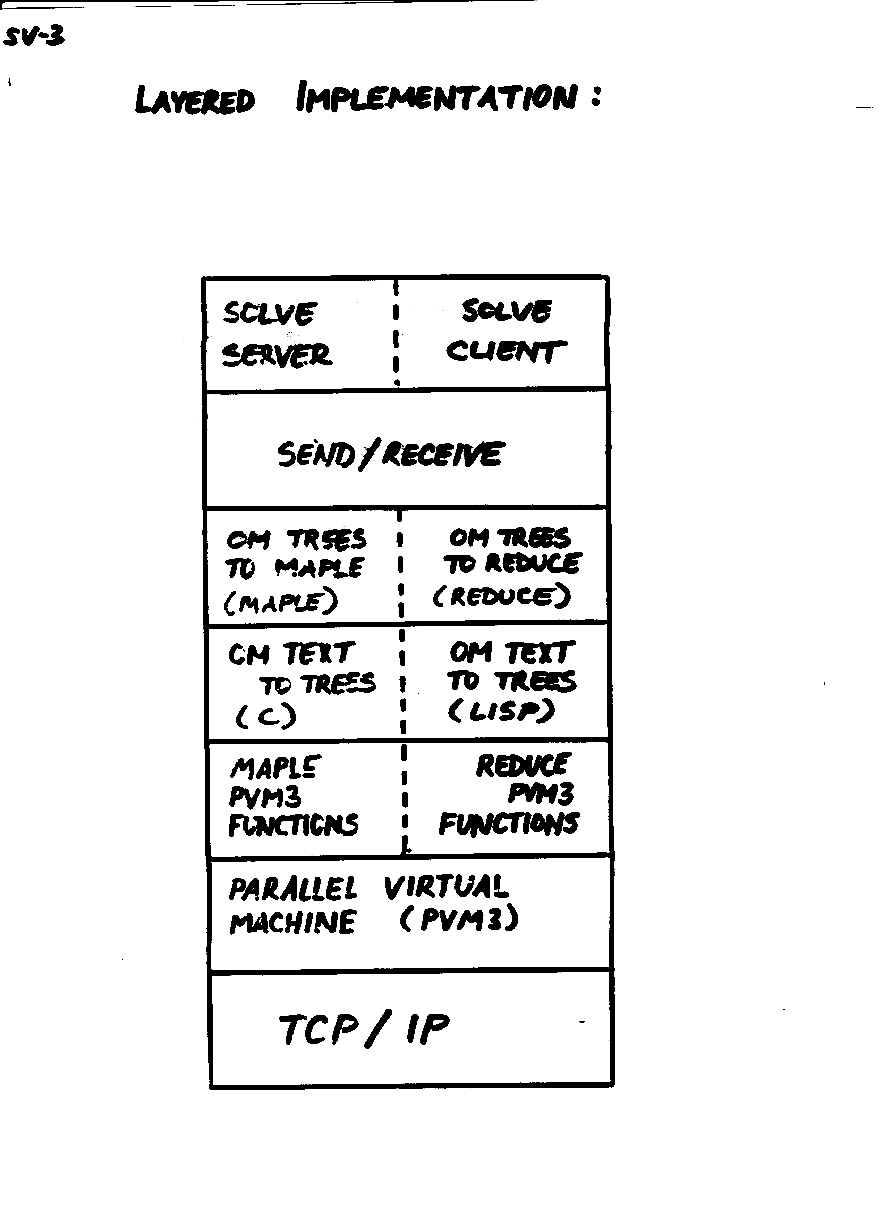 SV-3
LAYERED IMPLEMENTATION:
SOLVE
SERVER
SOLVE
CLIENT
SEND/RECEIVE
OM TREES
TO MAPLE
(MAPLE)
OM TREES
TO REDUCE
(REDUCE)
OM TEXT
TO TREES
(C)
OM TEXT
TO TREES
(LISP)
MAPLE
PVM3
FUNCTIONS
REDUCE
PVM3
FUNCTIONS
PARALLEL VIRTUAL
MACHINE (PVM3)
TCP/IP